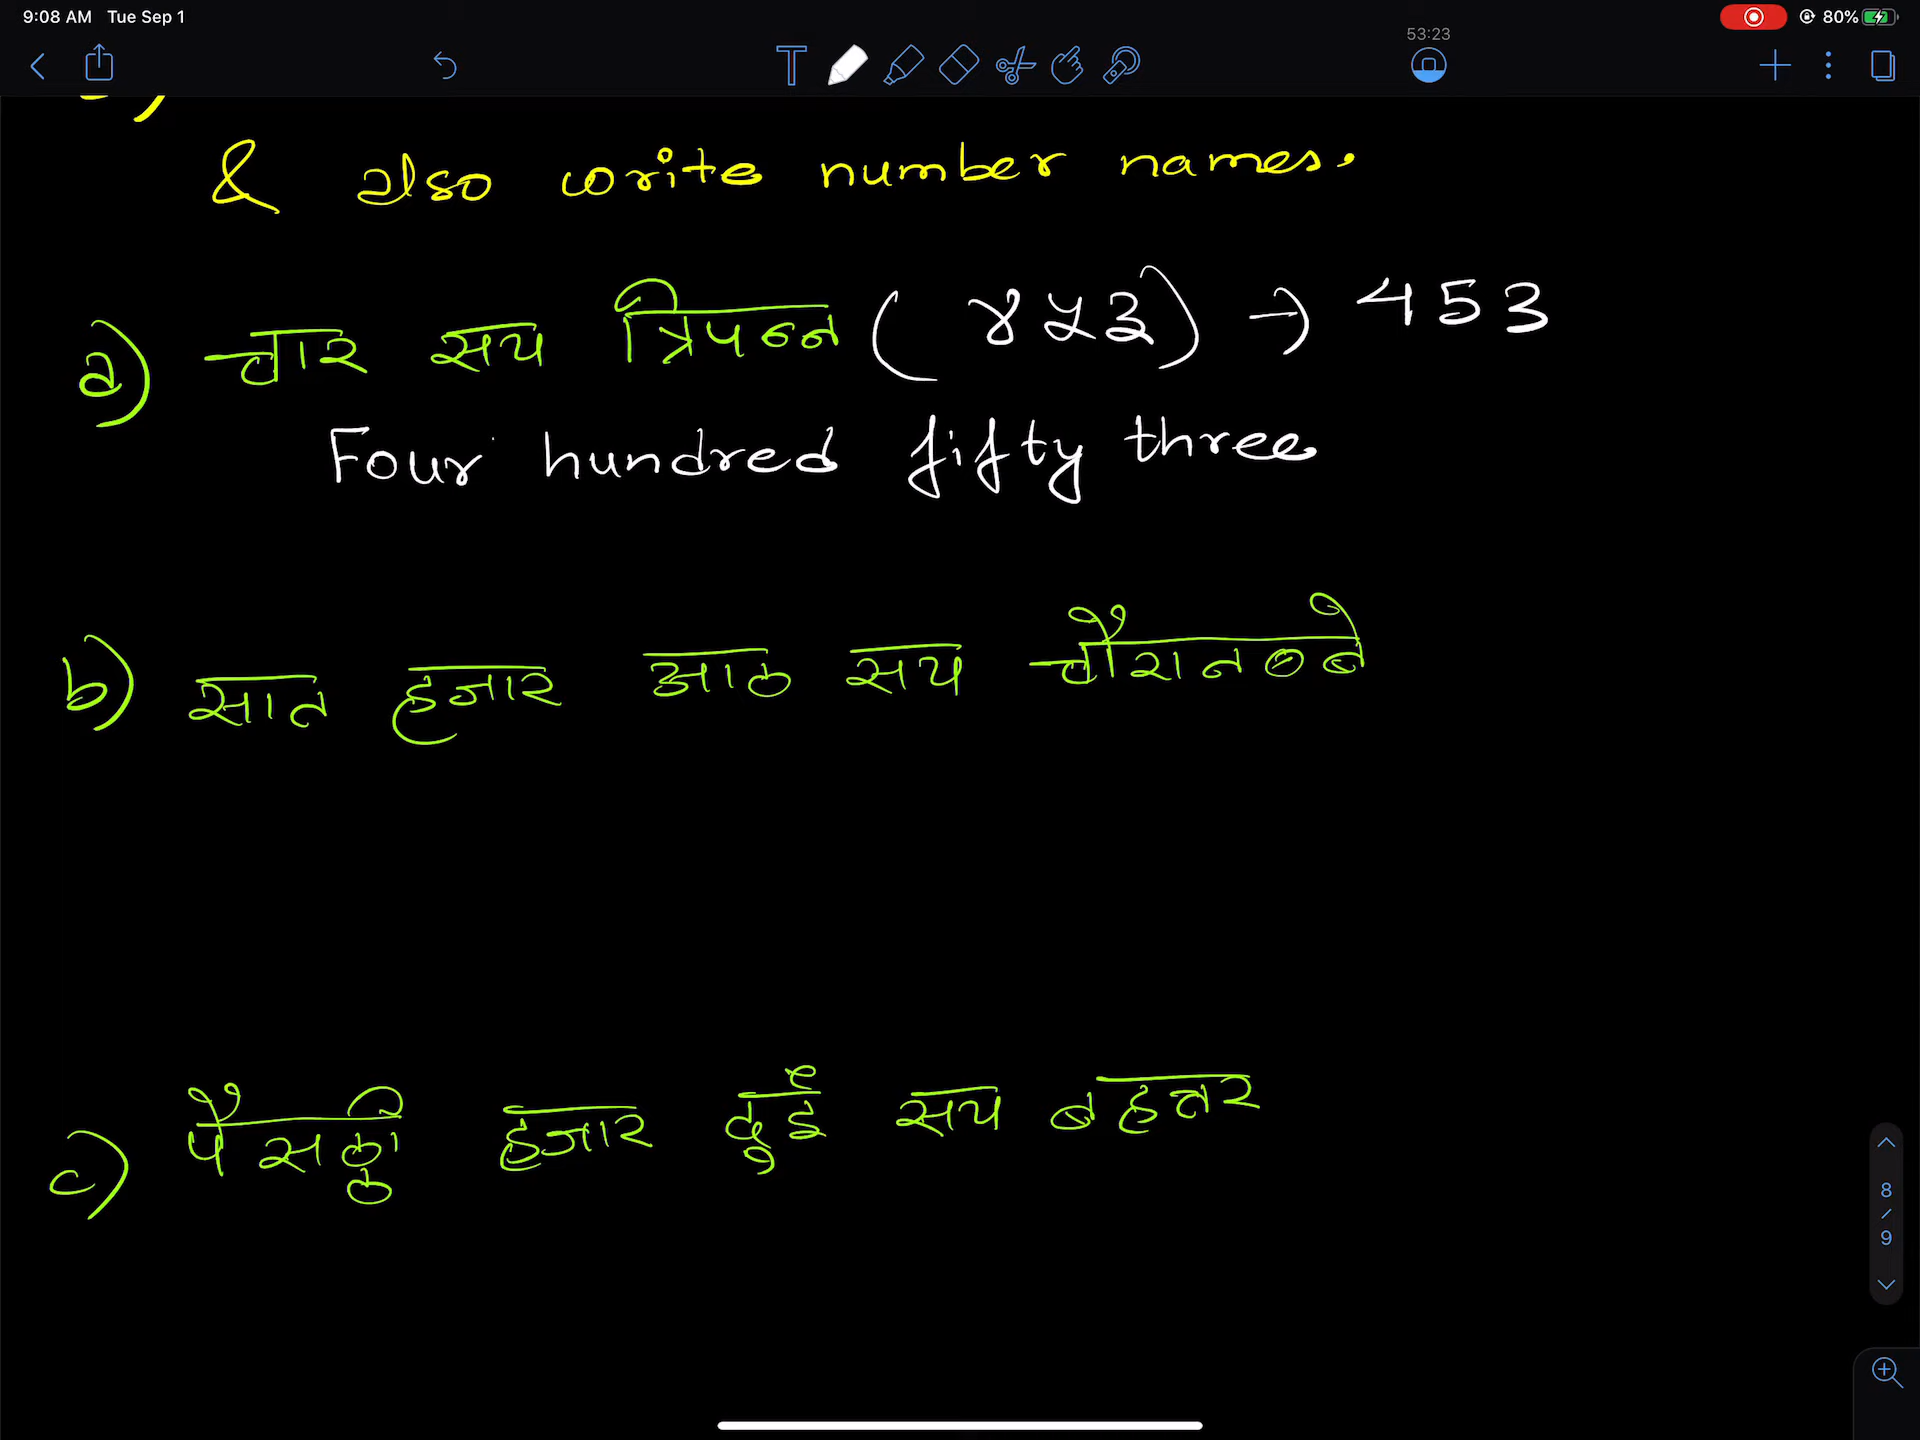 9:08 AM Tue Sep 1
80%
53:23
T
& also write number names.
a) चार सय त्रिपन्न (४५३) → 453
Four hundred fifty three
b) सात हजार आठ सय चौरानब्बे
c) पैसठ्ठी हजार दुई सय बहत्तर
8
/
9